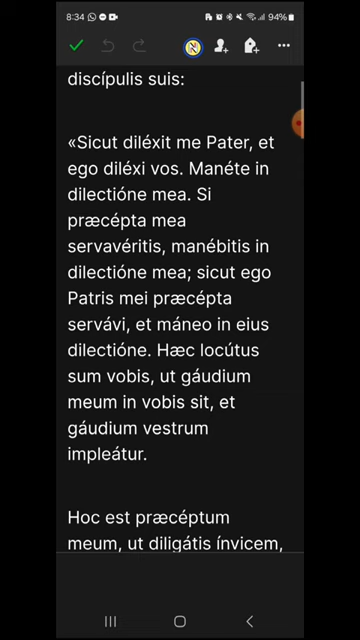 8:34
94%
discípulis suis:
«Sicut diléxit me Pater, et
ego diléxi vos. Manéte in
dilectióne mea. Si
præcépta mea
servavéritis, manébitis in
dilectióne mea; sicut ego
Patris mei præcépta
servávi, et máneo in eius
dilectióne. Hæc locútus
sum vobis, ut gáudium
meum in vobis sit, et
gáudium vestrum
impleátur.
Hoc est præcéptum
meum, ut diligátis ínvicem,